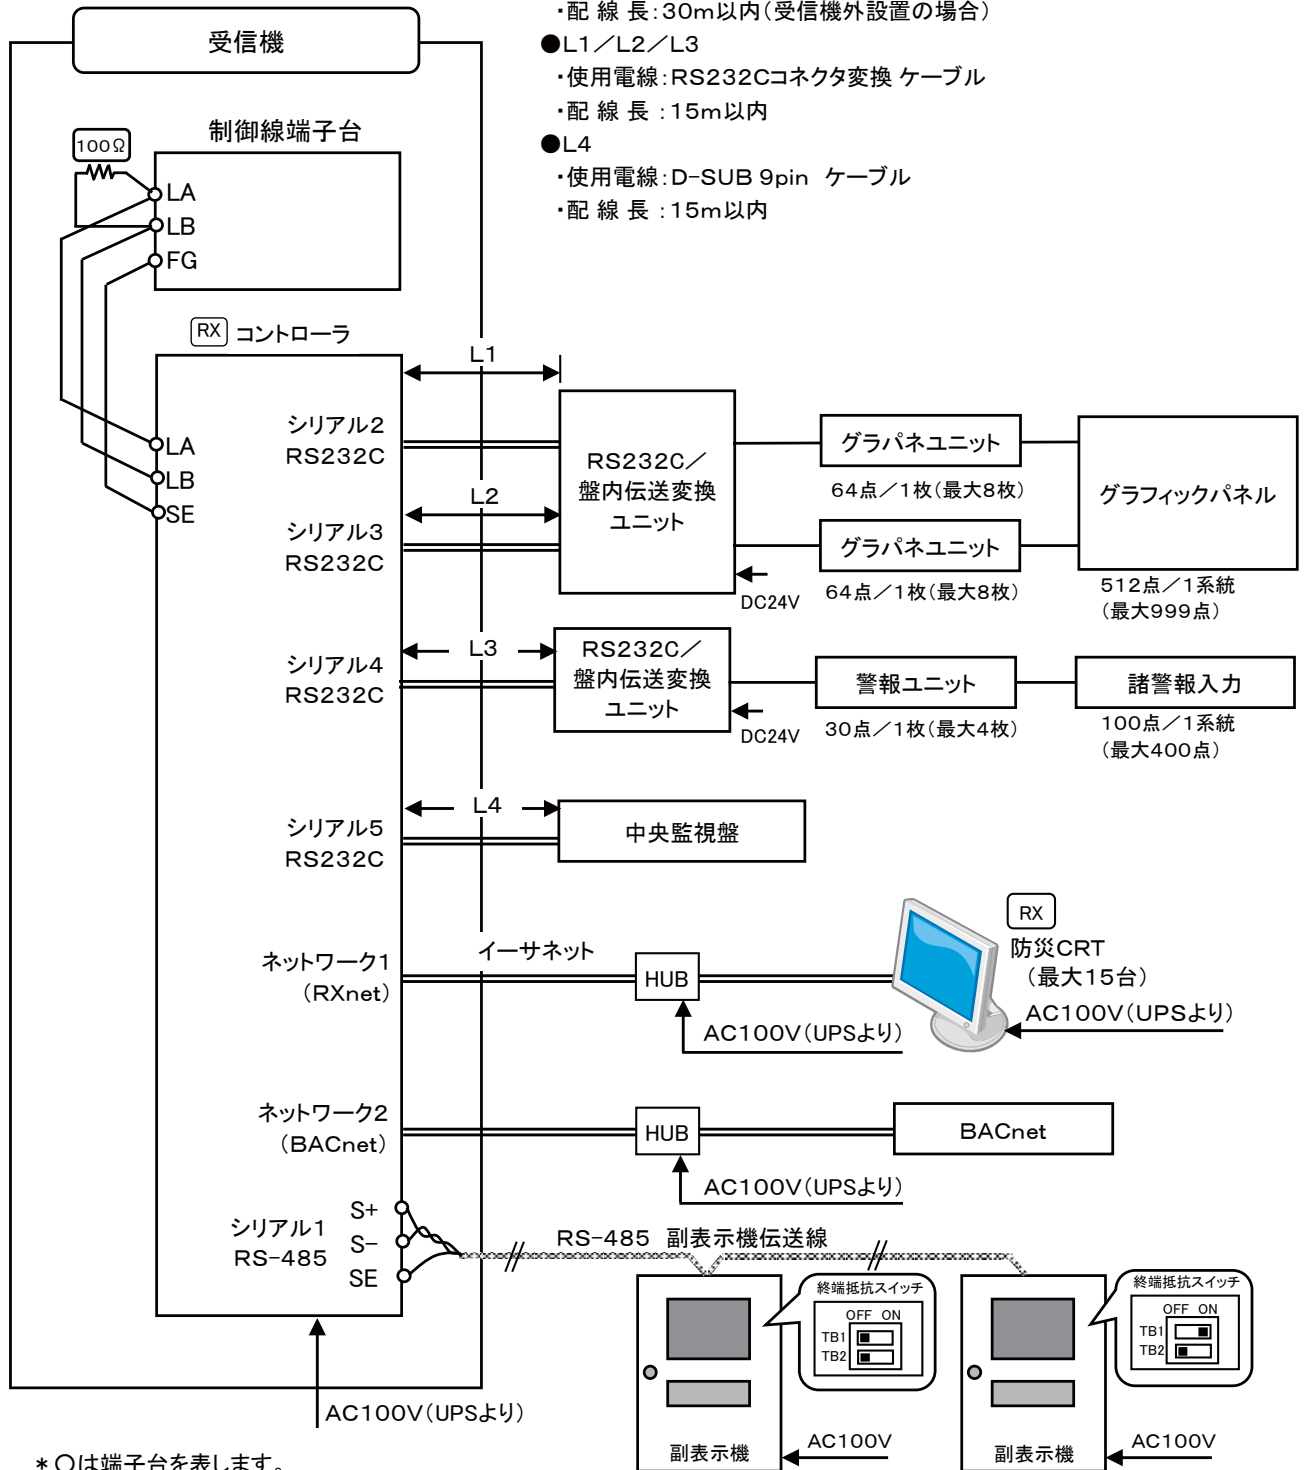 ・配 線 長：30m以内（受信機外設置の場合）
●L1／L2／L3
・使用電線：RS232Cコネクタ変換 ケーブル
・配 線 長 ：15m以内
●L4
・使用電線：D-SUB 9pin ケーブル
・配 線 長 ：15m以内
受信機
制御線端子台
100Ω
LA
LB
FG
RX コントローラ
LA
LB
SE
L1
シリアル2
RS232C
L2
シリアル3
RS232C
RS232C／
盤内伝送変換
ユニット
DC24V
グラパネユニット
64点／1枚（最大8枚）
グラパネユニット
64点／1枚（最大8枚）
グラフィックパネル
512点／1系統
（最大999点）
L3
シリアル4
RS232C
RS232C／
盤内伝送変換
ユニット
DC24V
警報ユニット
30点／1枚（最大4枚）
諸警報入力
100点／1系統
（最大400点）
L4
シリアル5
RS232C
中央監視盤
イーサネット
ネットワーク1
（RXnet）
HUB
AC100V（UPSより）
RX
防災CRT
（最大15台）
AC100V（UPSより）
ネットワーク2
（BACnet）
HUB
BACnet
AC100V（UPSより）
シリアル1
RS-485
S+
S-
SE
RS-485 副表示機伝送線
終端抵抗スイッチ
OFF ON
TB1
TB2
副表示機
AC100V
終端抵抗スイッチ
OFF ON
TB1
TB2
副表示機
AC100V
AC100V（UPSより）
＊○は端子台を表します。